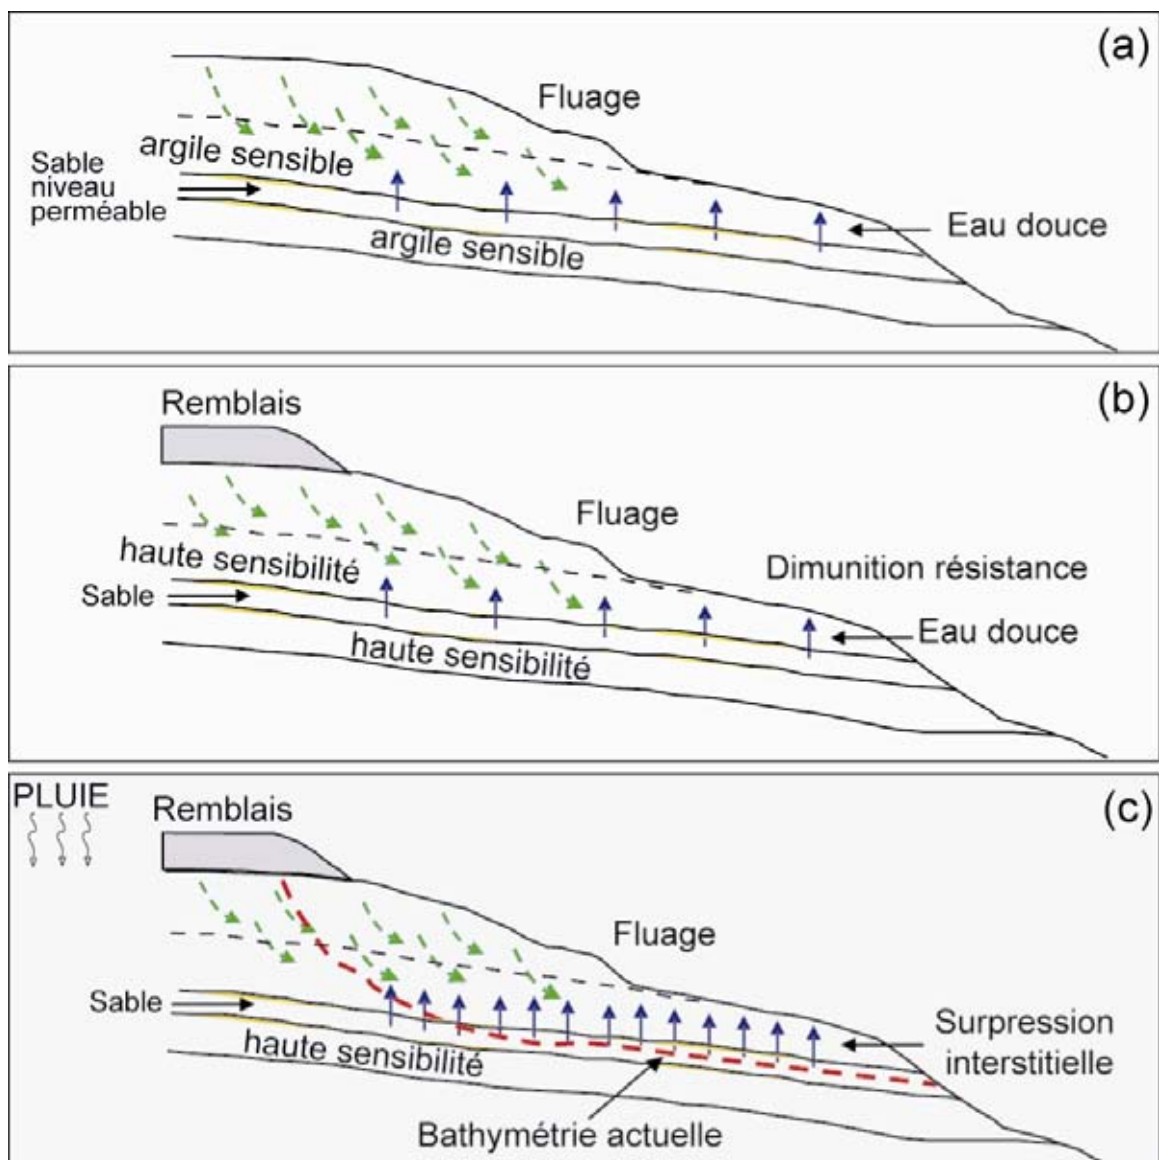 (a)
Fluage
argile sensible
Sable
niveau
perméable
argile sensible
Eau douce
(b)
Remblais
Fluage
haute sensibilité
Dimunition résistance
Sable
Eau douce
haute sensibilité
(c)
PLUIE
Remblais
Fluage
Sable
haute sensibilité
Surpression
interstitielle
Bathymétrie actuelle